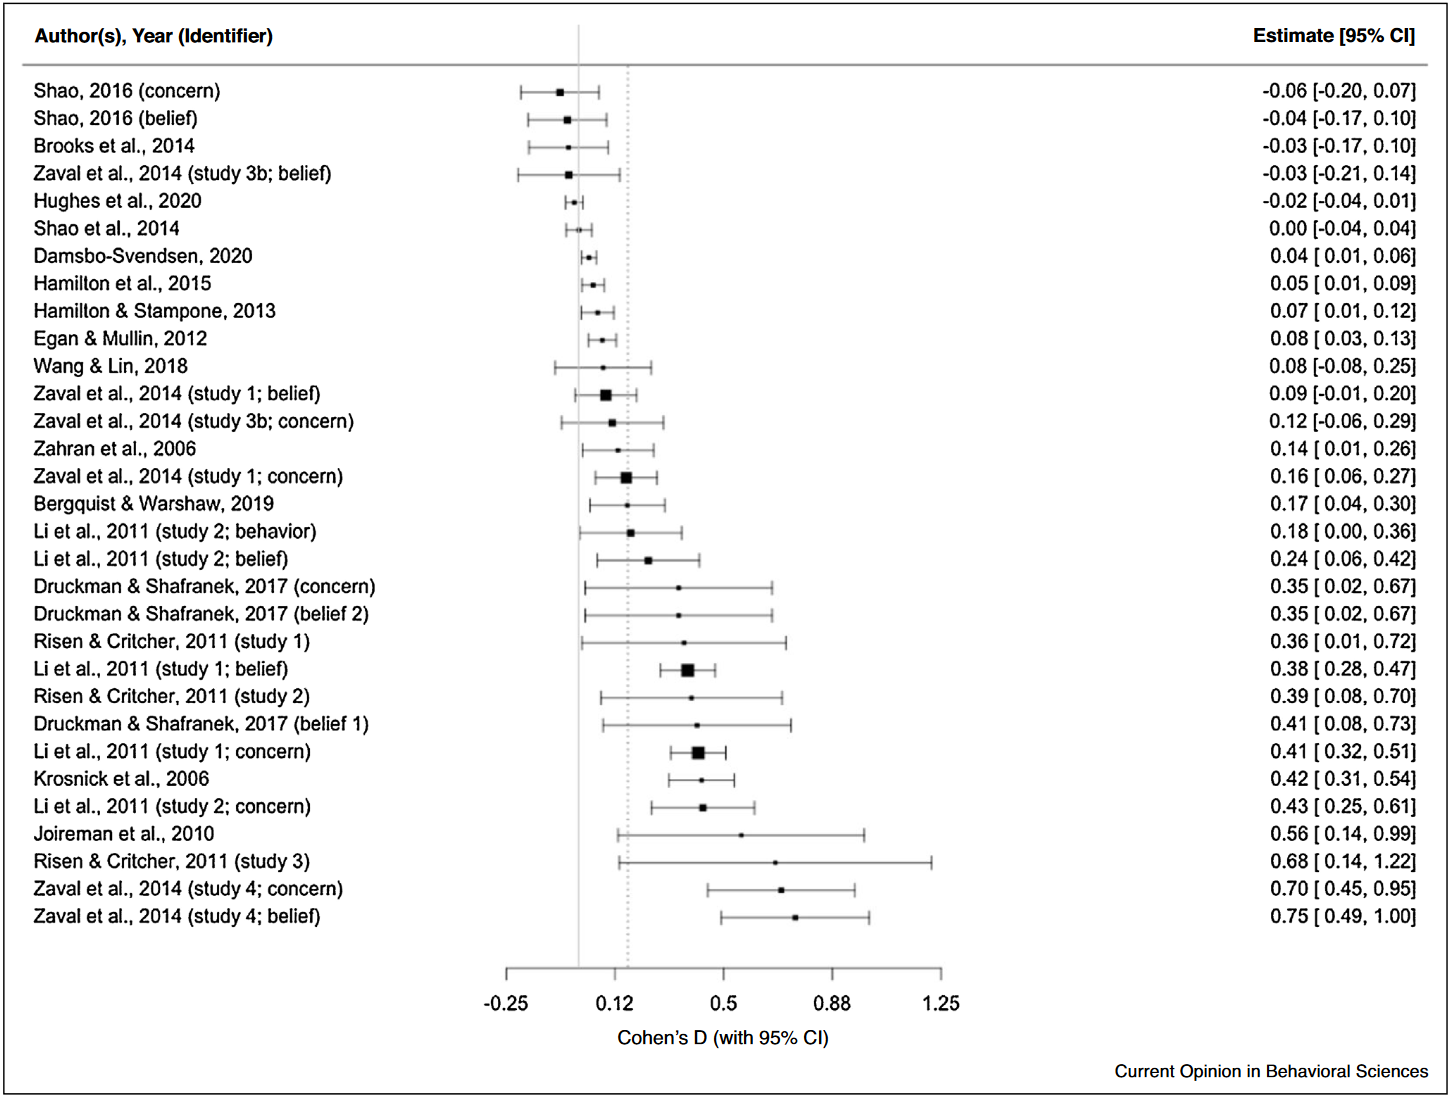 Author(s), Year (Identifier) Estimate [95% CI]
Shao, 2016 (concern) -0.06 [-0.20, 0.07]
Shao, 2016 (belief) -0.04 [-0.17, 0.10]
Brooks et al., 2014 -0.03 [-0.17, 0.10]
Zaval et al., 2014 (study 3b; belief) -0.03 [-0.21, 0.14]
Hughes et al., 2020 -0.02 [-0.04, 0.01]
Shao et al., 2014 0.00 [-0.04, 0.04]
Damsbo-Svendsen, 2020 0.04 [ 0.01, 0.06]
Hamilton et al., 2015 0.05 [ 0.01, 0.09]
Hamilton & Stampone, 2013 0.07 [ 0.01, 0.12]
Egan & Mullin, 2012 0.08 [ 0.03, 0.13]
Wang & Lin, 2018 0.08 [-0.08, 0.25]
Zaval et al., 2014 (study 1; belief) 0.09 [-0.01, 0.20]
Zaval et al., 2014 (study 3b; concern) 0.12 [-0.06, 0.29]
Zahran et al., 2006 0.14 [ 0.01, 0.26]
Zaval et al., 2014 (study 1; concern) 0.16 [ 0.06, 0.27]
Bergquist & Warshaw, 2019 0.17 [ 0.04, 0.30]
Li et al., 2011 (study 2; behavior) 0.18 [ 0.00, 0.36]
Li et al., 2011 (study 2; belief) 0.24 [ 0.06, 0.42]
Druckman & Shafranek, 2017 (concern) 0.35 [ 0.02, 0.67]
Druckman & Shafranek, 2017 (belief 2) 0.35 [ 0.02, 0.67]
Risen & Critcher, 2011 (study 1) 0.36 [ 0.01, 0.72]
Li et al., 2011 (study 1; belief) 0.38 [ 0.28, 0.47]
Risen & Critcher, 2011 (study 2) 0.39 [ 0.08, 0.70]
Druckman & Shafranek, 2017 (belief 1) 0.41 [ 0.08, 0.73]
Li et al., 2011 (study 1; concern) 0.41 [ 0.32, 0.51]
Krosnick et al., 2006 0.42 [ 0.31, 0.54]
Li et al., 2011 (study 2; concern) 0.43 [ 0.25, 0.61]
Joireman et al., 2010 0.56 [ 0.14, 0.99]
Risen & Critcher, 2011 (study 3) 0.68 [ 0.14, 1.22]
Zaval et al., 2014 (study 4; concern) 0.70 [ 0.45, 0.95]
Zaval et al., 2014 (study 4; belief) 0.75 [ 0.49, 1.00]
-0.25 0.12 0.5 0.88 1.25
Cohen's D (with 95% CI)
Current Opinion in Behavioral Sciences